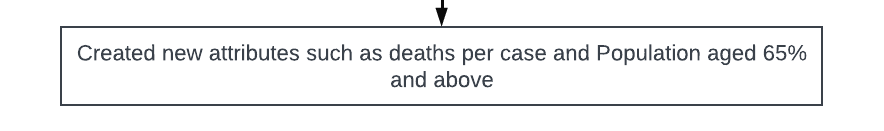 Created new attributes such as deaths per case and Population aged 65%
and above